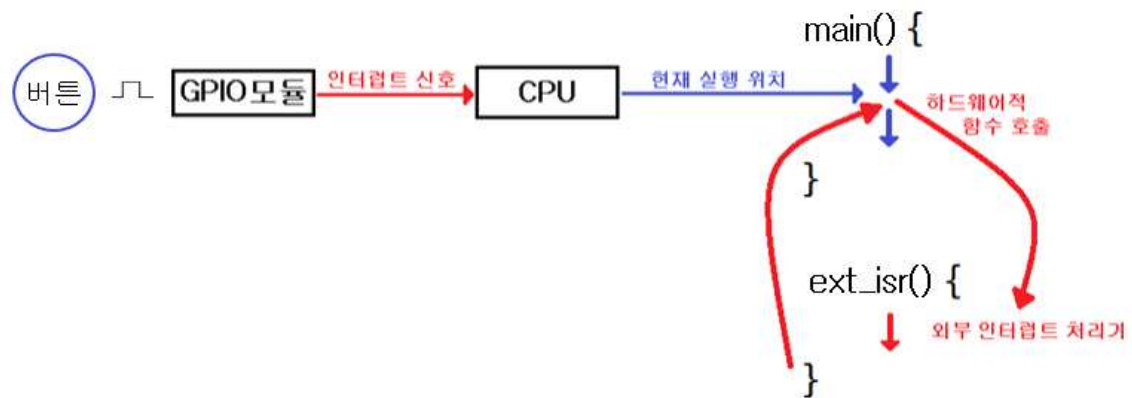 버튼
GPIO모듈
인터럽트 신호
CPU
현재 실행 위치
main() {
하드웨어적
함수 호출
}
ext_isr() {
외부 인터럽트 처리기
}